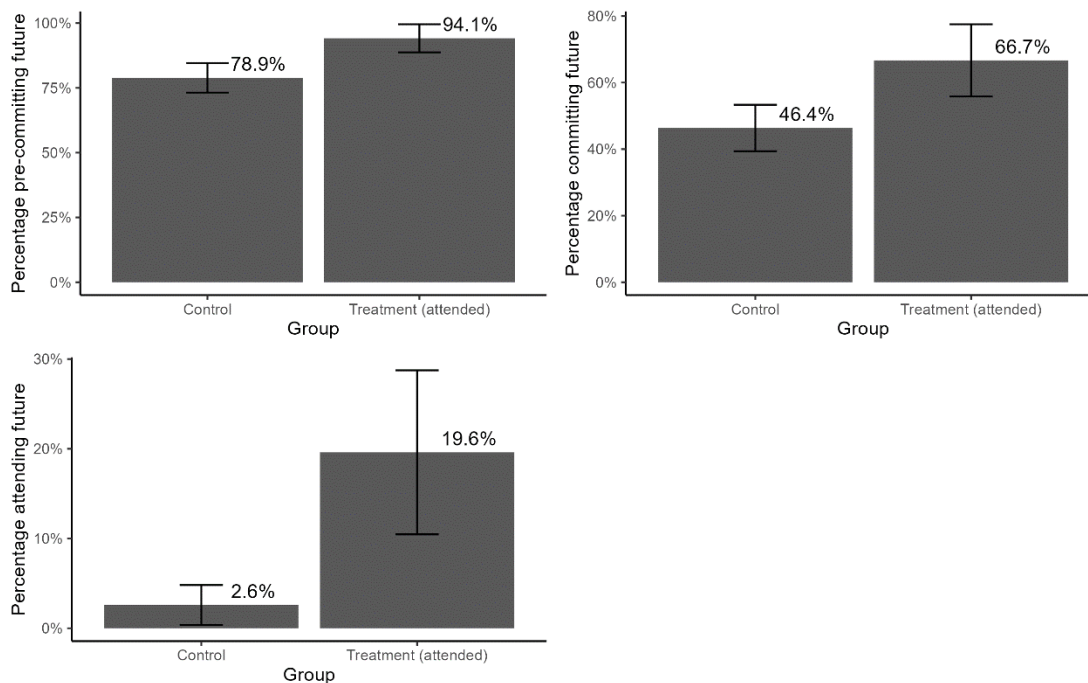 Percentage pre-committing future
100%
75%
50%
25%
0%
78.9%
94.1%
Control
Treatment (attended)
Group
Percentage committing future
80%
60%
40%
20%
0%
46.4%
66.7%
Control
Treatment (attended)
Group
Percentage attending future
30%
20%
10%
0%
2.6%
19.6%
Control
Treatment (attended)
Group